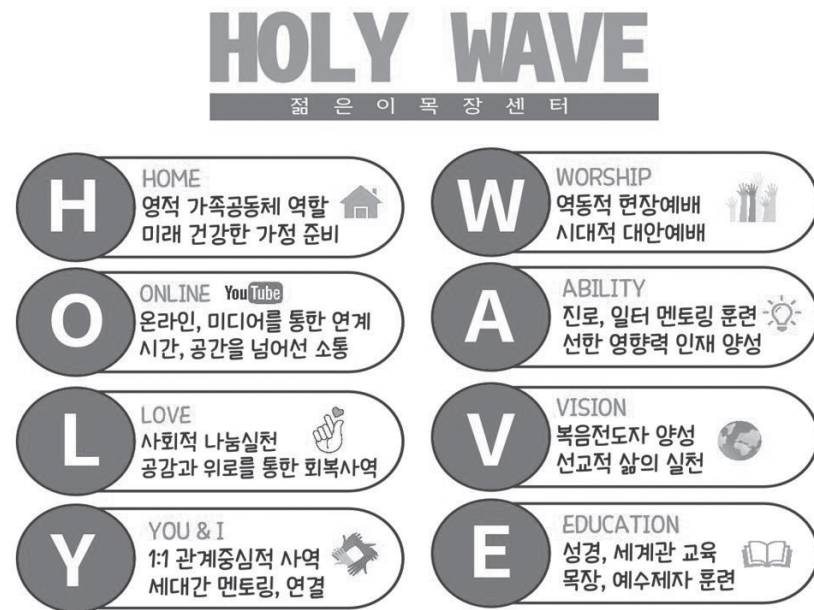 HOLY WAVE
젊은이목장센터
H
HOME
영적 가족공동체 역할
미래 건강한 가정 준비
O
ONLINE YouTube
온라인, 미디어를 통한 연계
시간, 공간을 넘어선 소통
L
LOVE
사회적 나눔실천
공감과 위로를 통한 회복사역
Y
YOU & I
1:1 관계중심적 사역
세대간 멘토링, 연결
W
WORSHIP
역동적 현장예배
시대적 대안예배
A
ABILITY
진로, 일터 멘토링 훈련
선한 영향력 인재 양성
V
VISION
복음전도자 양성
선교적 삶의 실천
E
EDUCATION
성경, 세계관 교육
목장, 예수제자 훈련